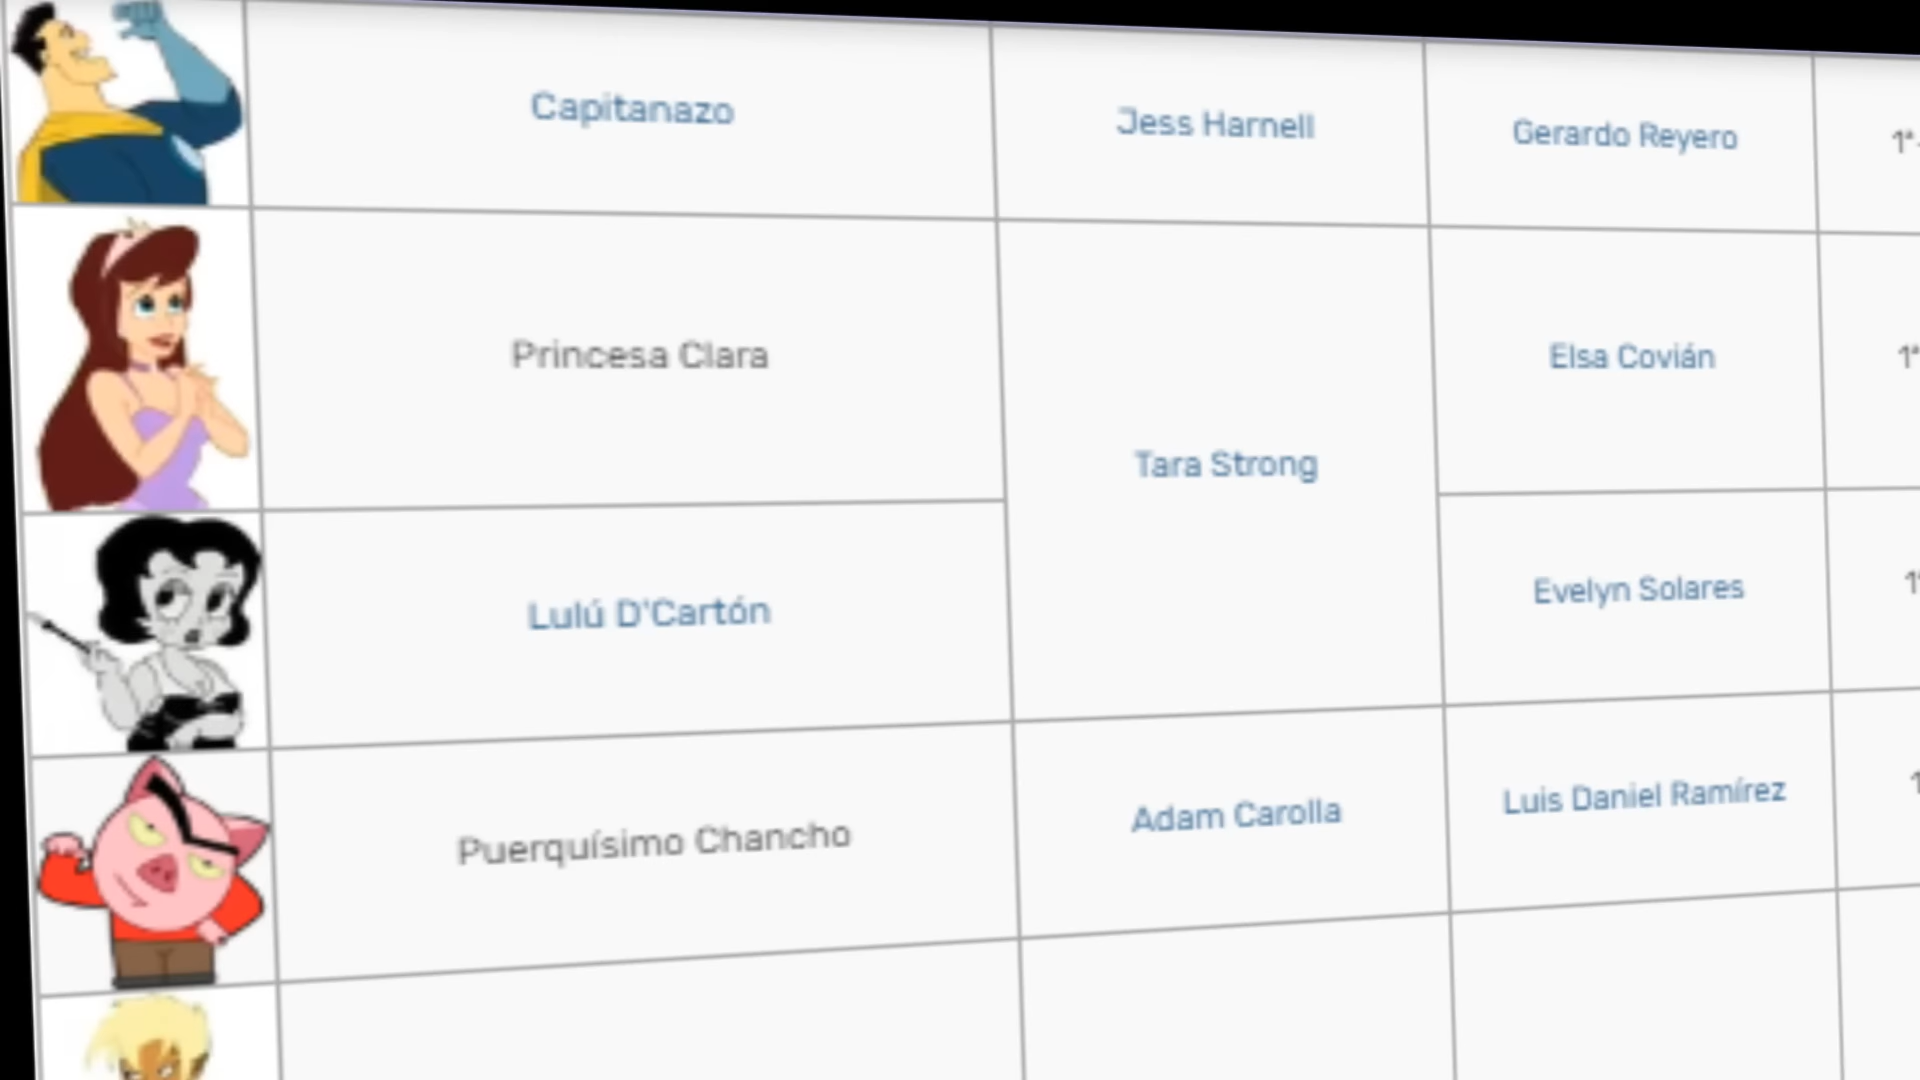 Capitanazo
Jess Harnell
Gerardo Reyero
Princesa Clara
Tara Strong
Elsa Covián
Lulú D'Cartón
Evelyn Solares
Puerquísimo Chancho
Adam Carolla
Luis Daniel Ramírez